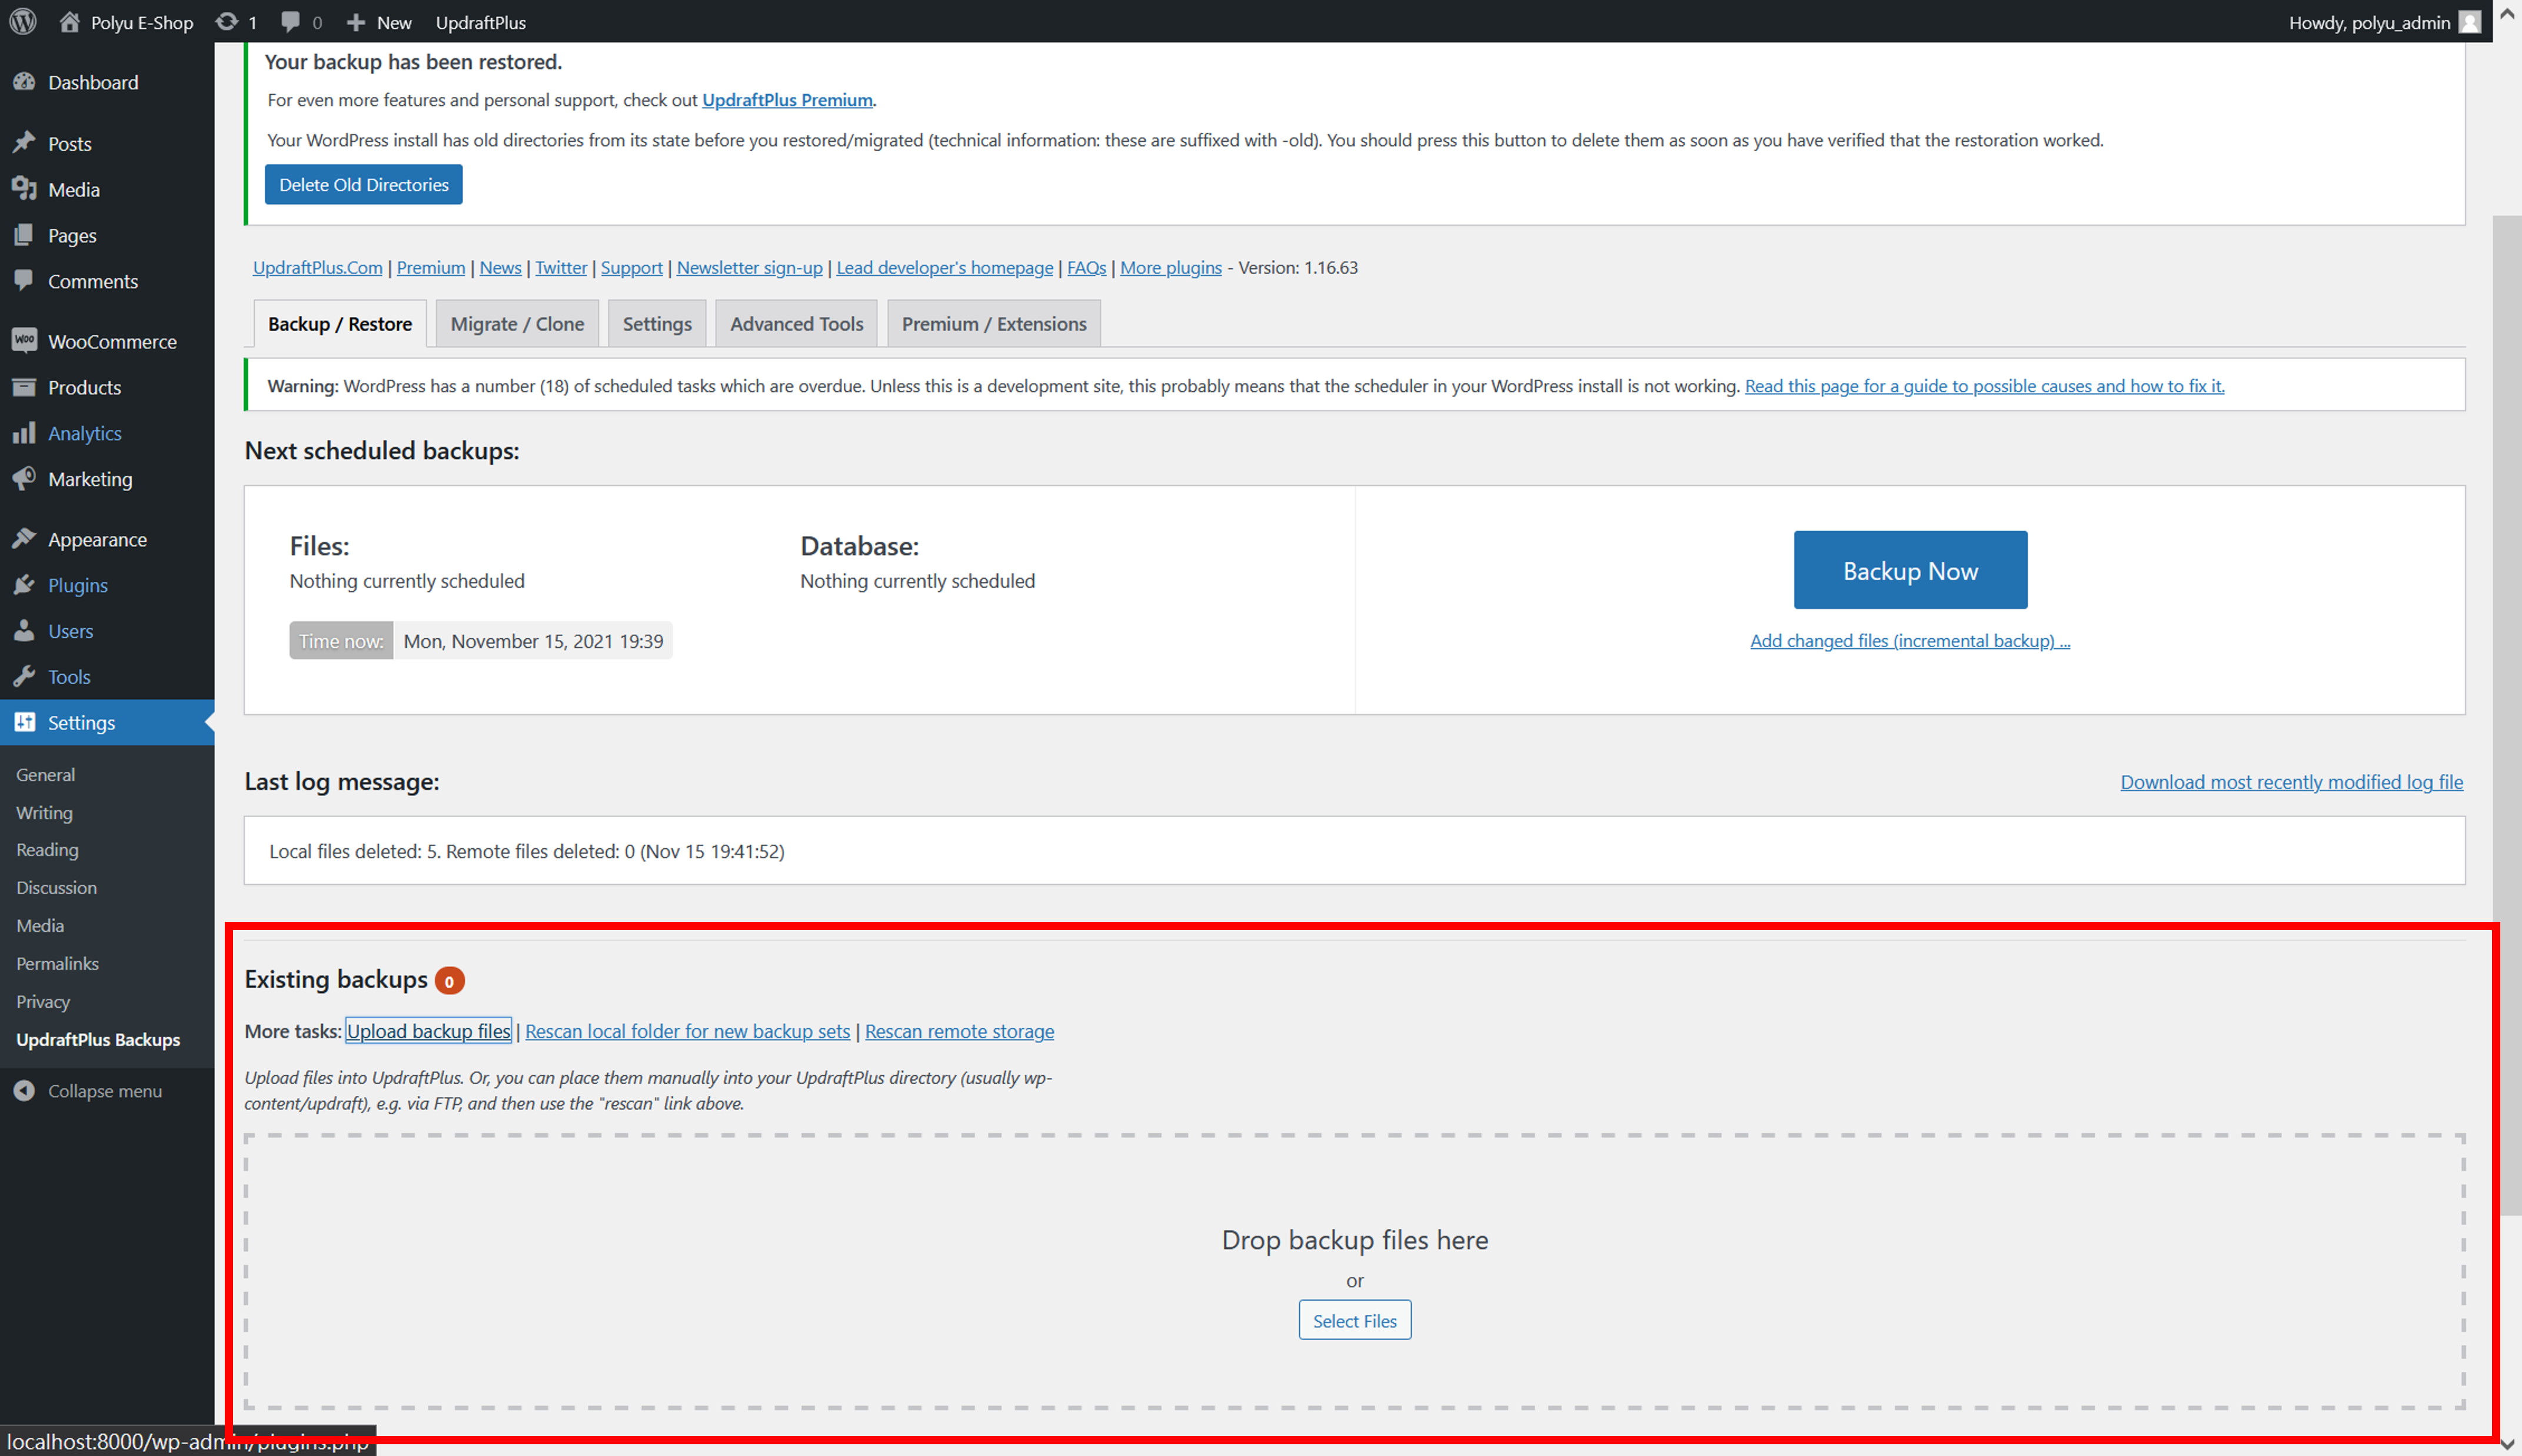 Polyu E-Shop 1 0 New UpdraftPlus Howdy, polyu_admin
Dashboard
Posts
Media
Pages
Comments
WooCommerce
Products
Analytics
Marketing
Appearance
Plugins
Users
Tools
Settings
General
Writing
Reading
Discussion
Media
Permalinks
Privacy
UpdraftPlus Backups
Collapse menu
Your backup has been restored.
For even more features and personal support, check out UpdraftPlus Premium.
Your WordPress install has old directories from its state before you restored/migrated (technical information: these are suffixed with -old). You should press this button to delete them as soon as you have verified that the restoration worked.
Delete Old Directories
UpdraftPlus.Com | Premium | News | Twitter | Support | Newsletter sign-up | Lead developer's homepage | FAQs | More plugins - Version: 1.16.63
Backup / Restore Migrate / Clone Settings Advanced Tools Premium / Extensions
Warning: WordPress has a number (18) of scheduled tasks which are overdue. Unless this is a development site, this probably means that the scheduler in your WordPress install is not working. Read this page for a guide to possible causes and how to fix it.
Next scheduled backups:
Files: Database:
Nothing currently scheduled Nothing currently scheduled
Time now: Mon, November 15, 2021 19:39
Backup Now
Add changed files (incremental backup) ...
Last log message: Download most recently modified log file
Local files deleted: 5. Remote files deleted: 0 (Nov 15 19:41:52)
Existing backups 0
More tasks: Upload backup files | Rescan local folder for new backup sets | Rescan remote storage
Upload files into UpdraftPlus. Or, you can place them manually into your UpdraftPlus directory (usually wp-
content/updraft), e.g. via FTP, and then use the "rescan" link above.
Drop backup files here
or
Select Files
localhost:8000/wp-admin/plugins.php